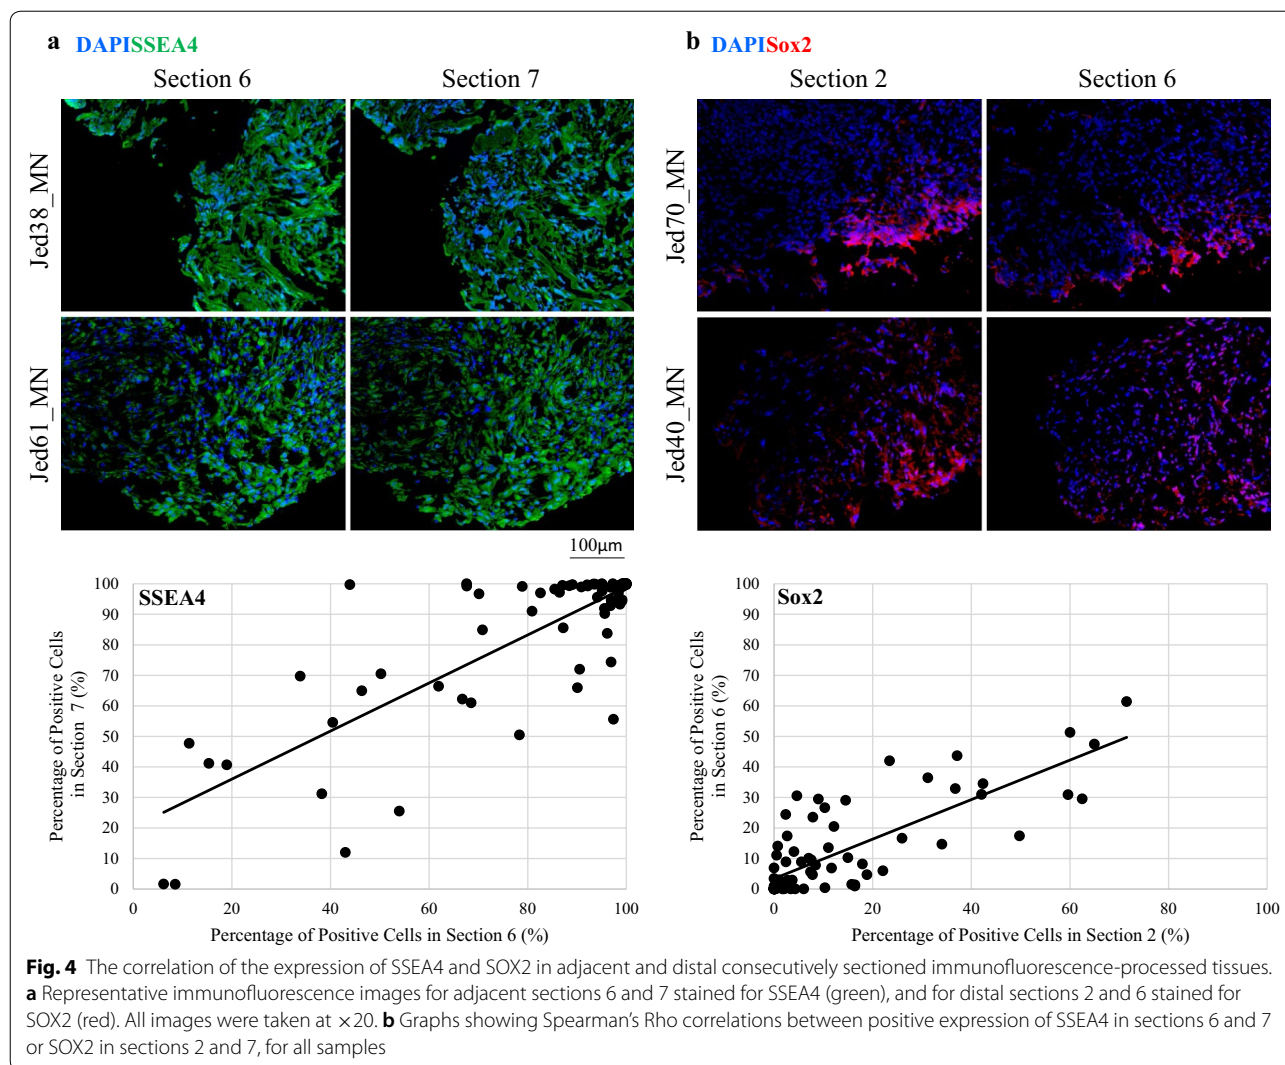 a DAPISSEA4
Section 6 Section 7
Jed38_MN
Jed61_MN
100µm
b DAPISox2
Section 2 Section 6
Jed70_MN
Jed40_MN
SSEA4
Percentage of Positive Cells
in Section 7 (%)
100
90
80
70
60
50
40
30
20
10
0
0 20 40 60 80 100
Percentage of Positive Cells in Section 6 (%)
Sox2
Percentage of Positive Cells
in Section 6 (%)
100
90
80
70
60
50
40
30
20
10
0
0 20 40 60 80 100
Percentage of Positive Cells in Section 2 (%)
Fig. 4 The correlation of the expression of SSEA4 and SOX2 in adjacent and distal consecutively sectioned immunofluorescence-processed tissues.
a Representative immunofluorescence images for adjacent sections 6 and 7 stained for SSEA4 (green), and for distal sections 2 and 6 stained for
SOX2 (red). All images were taken at ×20. b Graphs showing Spearman's Rho correlations between positive expression of SSEA4 in sections 6 and 7
or SOX2 in sections 2 and 7, for all samples